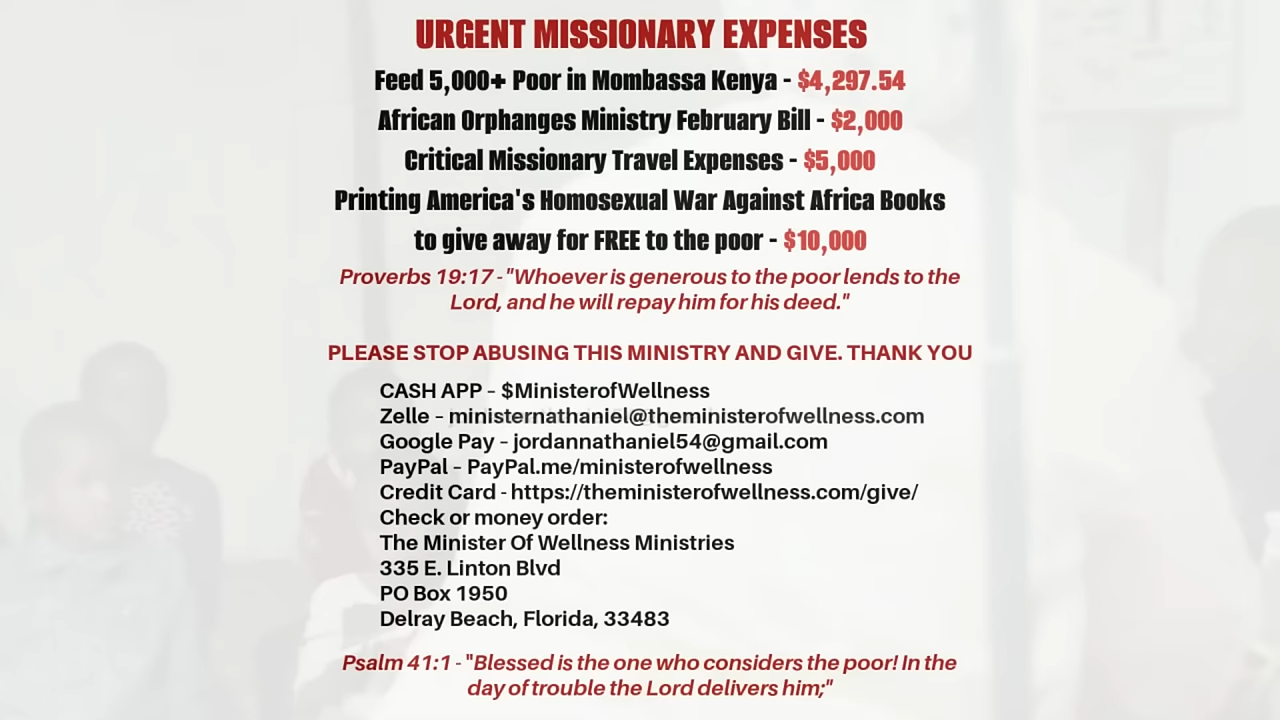 URGENT MISSIONARY EXPENSES
Feed 5,000+ Poor in Mombassa Kenya - $4,297.54
African Orphanges Ministry February Bill - $2,000
Critical Missionary Travel Expenses - $5,000
Printing America's Homosexual War Against Africa Books
to give away for FREE to the poor - $10,000
Proverbs 19:17 - "Whoever is generous to the poor lends to the
Lord, and he will repay him for his deed."
PLEASE STOP ABUSING THIS MINISTRY AND GIVE. THANK YOU
CASH APP – $MinisterofWellness
Zelle – ministernathaniel@theministerofwellness.com
Google Pay – jordannathaniel54@gmail.com
PayPal – PayPal.me/ministerofwellness
Credit Card - https://theministerofwellness.com/give/
Check or money order:
The Minister Of Wellness Ministries
335 E. Linton Blvd
PO Box 1950
Delray Beach, Florida, 33483
Psalm 41:1 - "Blessed is the one who considers the poor! In the
day of trouble the Lord delivers him;"